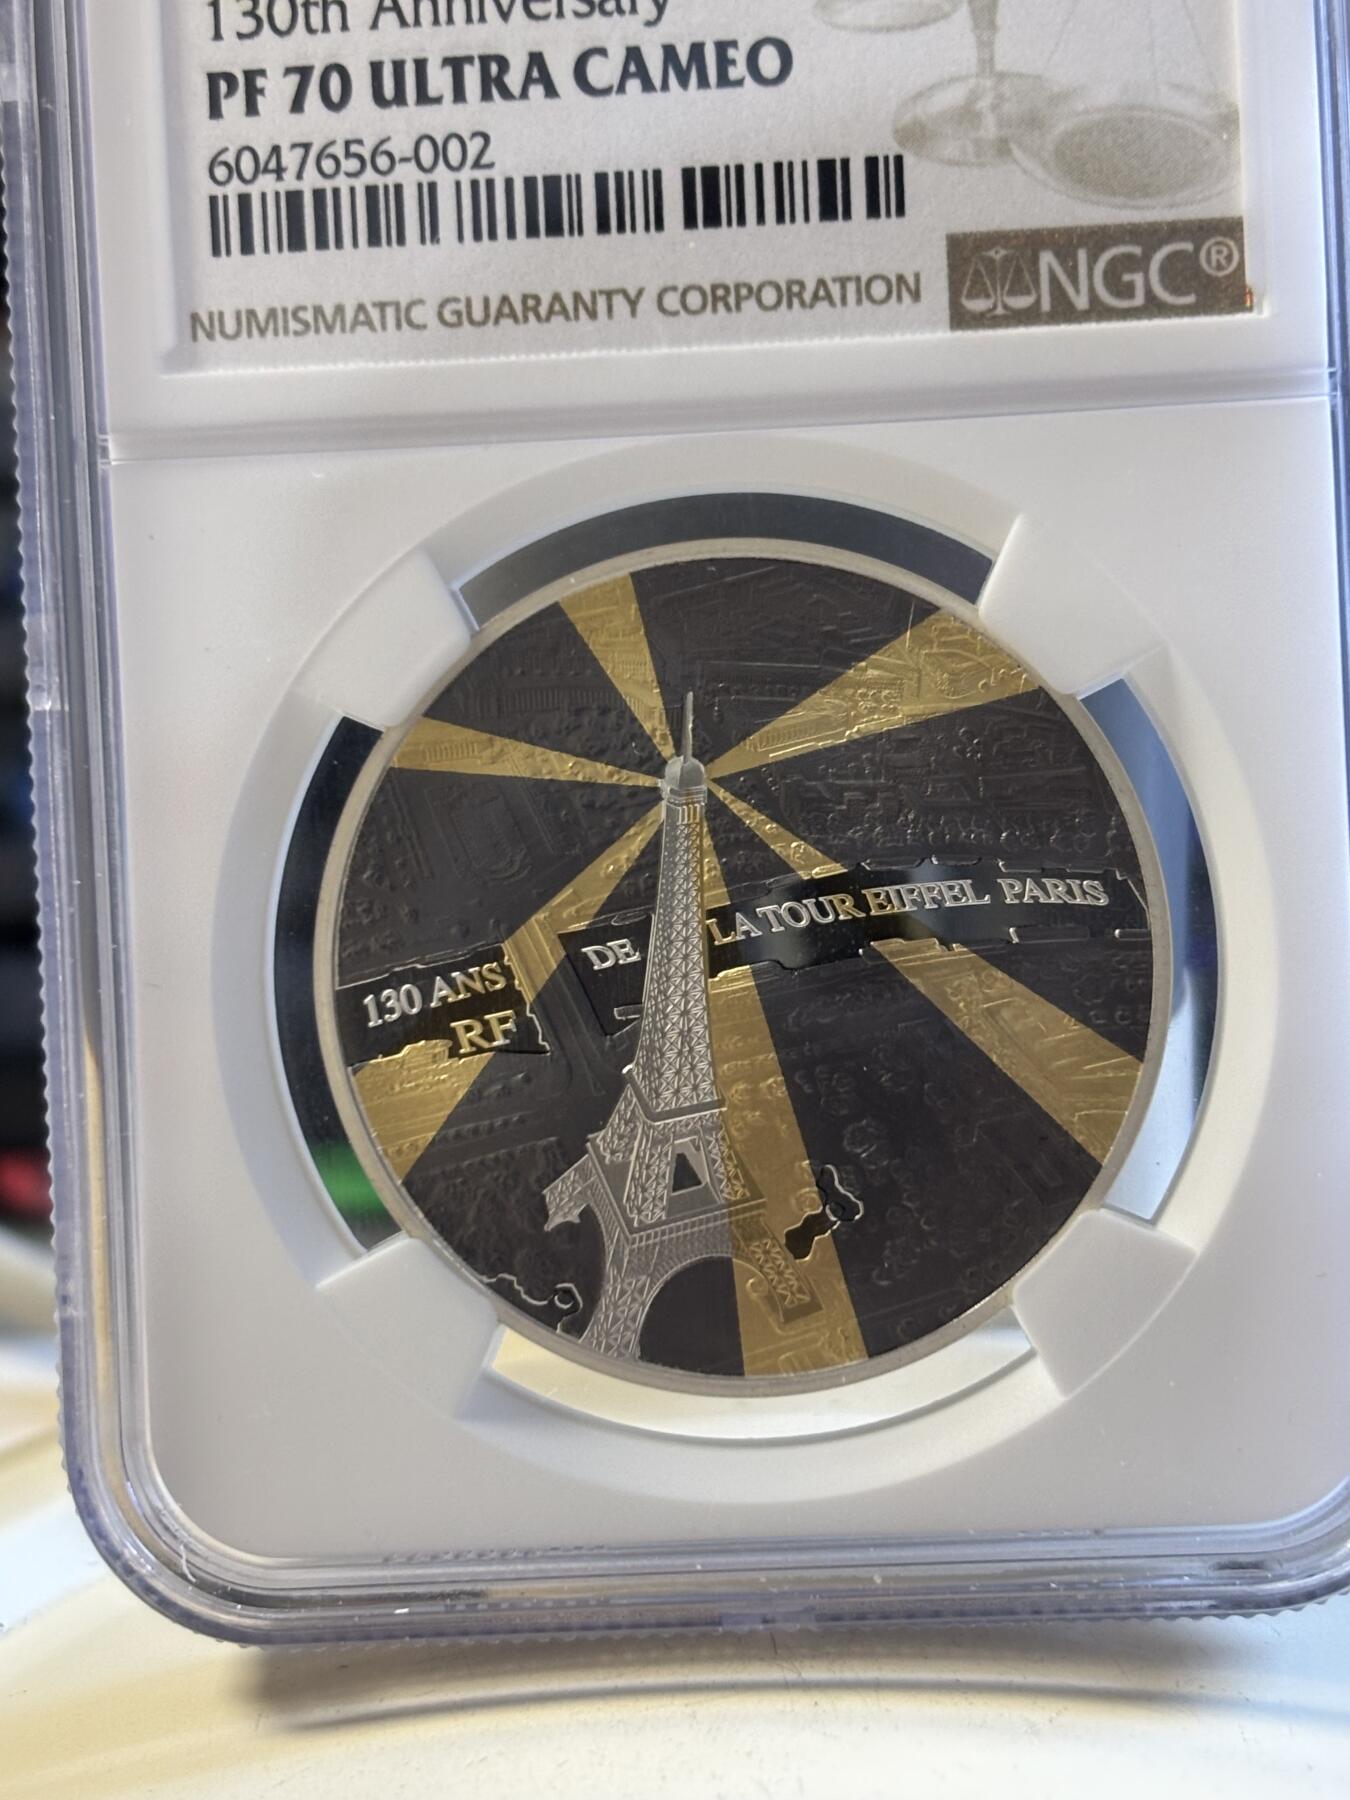 130th Anniversary
PF 70 ULTRA CAMEO
6047656-002
NUMISMATIC GUARANTY CORPORATION
NGC®
130 ANS DE LA TOUR EIFFEL PARIS
RF